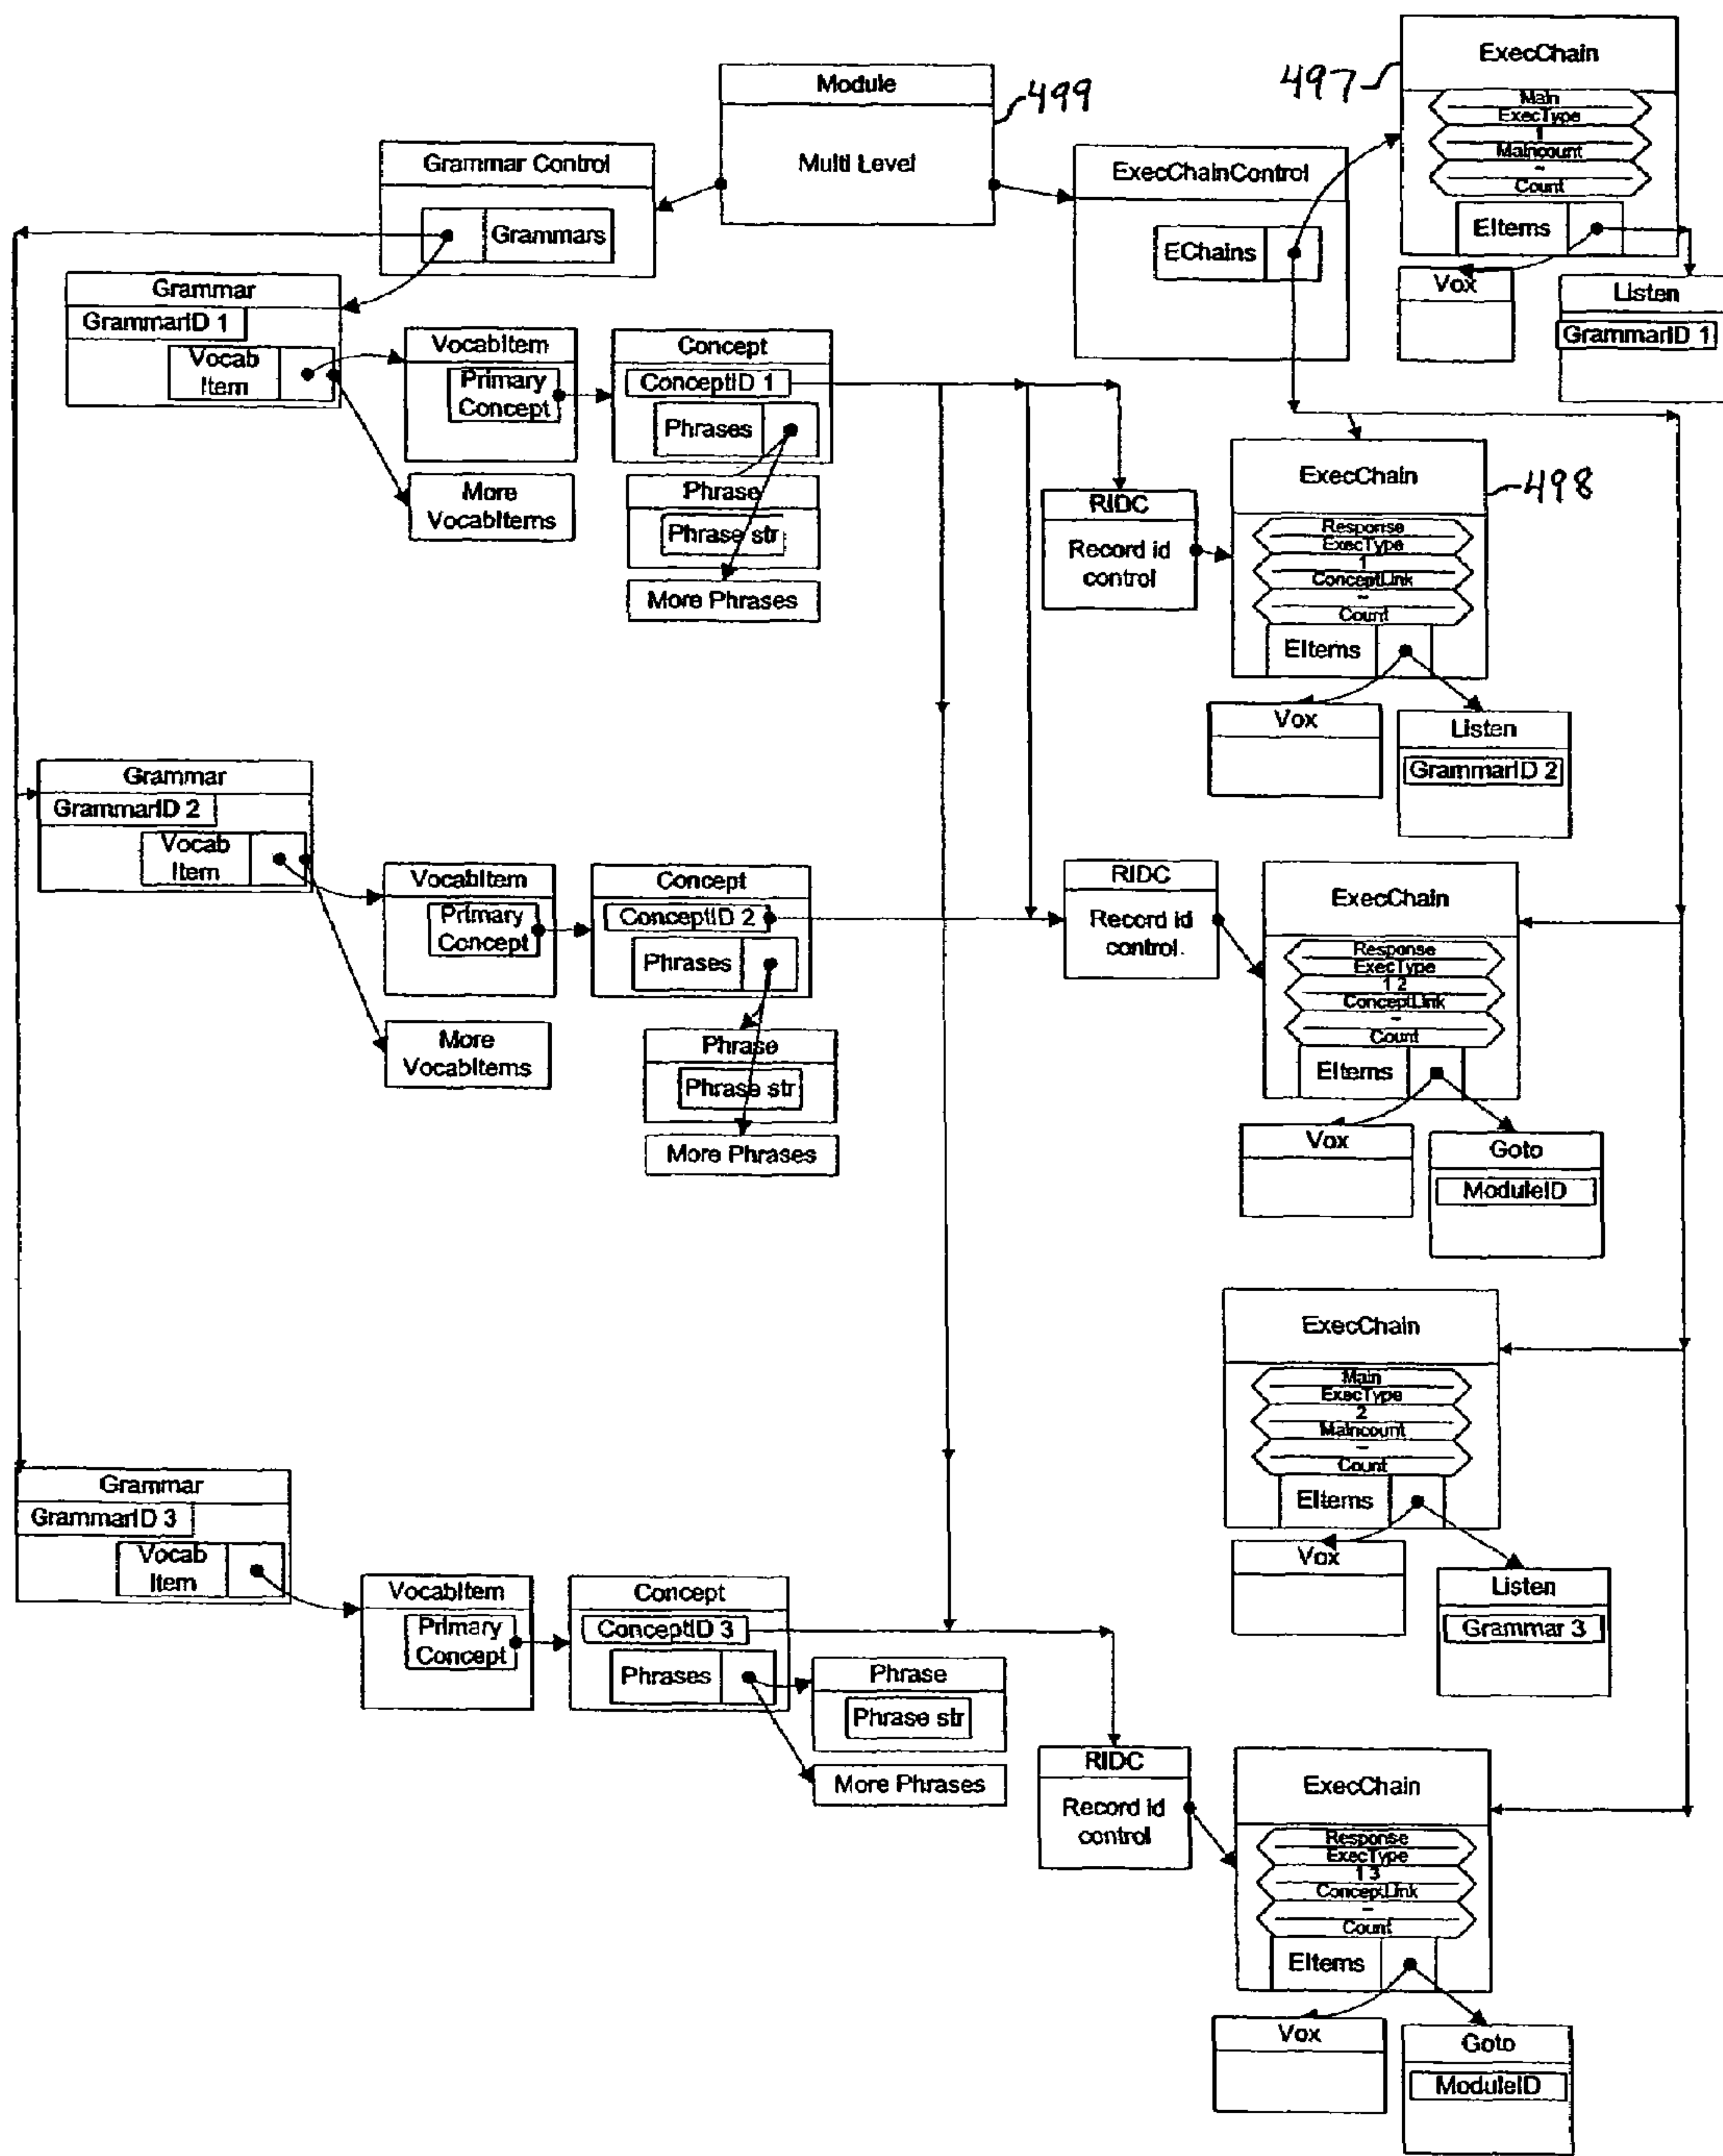 Module
Multi Level
499
Grammar Control
Grammars
ExecChainControl
EChains
497
ExecChain
Main
ExecType
1
Maincount
-
Count
EItems
Vox
Listen
GrammarID 1
Grammar
GrammarID 1
Vocab
Item
VocabItem
Primary
Concept
More
VocabItems
Concept
ConceptID 1
Phrases
Phrase
Phrase str
More Phrases
RIDC
Record id
control
ExecChain
498
Response
ExecType
1
ConceptLink
-
Count
EItems
Vox
Listen
GrammarID 2
Grammar
GrammarID 2
Vocab
Item
VocabItem
Primary
Concept
More
VocabItems
Concept
ConceptID 2
Phrases
Phrase
Phrase str
More Phrases
RIDC
Record id
control
ExecChain
Response
ExecType
1 2
ConceptLink
-
Count
EItems
Vox
Goto
ModuleID
ExecChain
Main
ExecType
2
Maincount
-
Count
EItems
Vox
Listen
Grammar 3
Grammar
GrammarID 3
Vocab
Item
VocabItem
Primary
Concept
Concept
ConceptID 3
Phrases
Phrase
Phrase str
More Phrases
RIDC
Record id
control
ExecChain
Response
ExecType
1 3
ConceptLink
-
Count
EItems
Vox
Goto
ModuleID